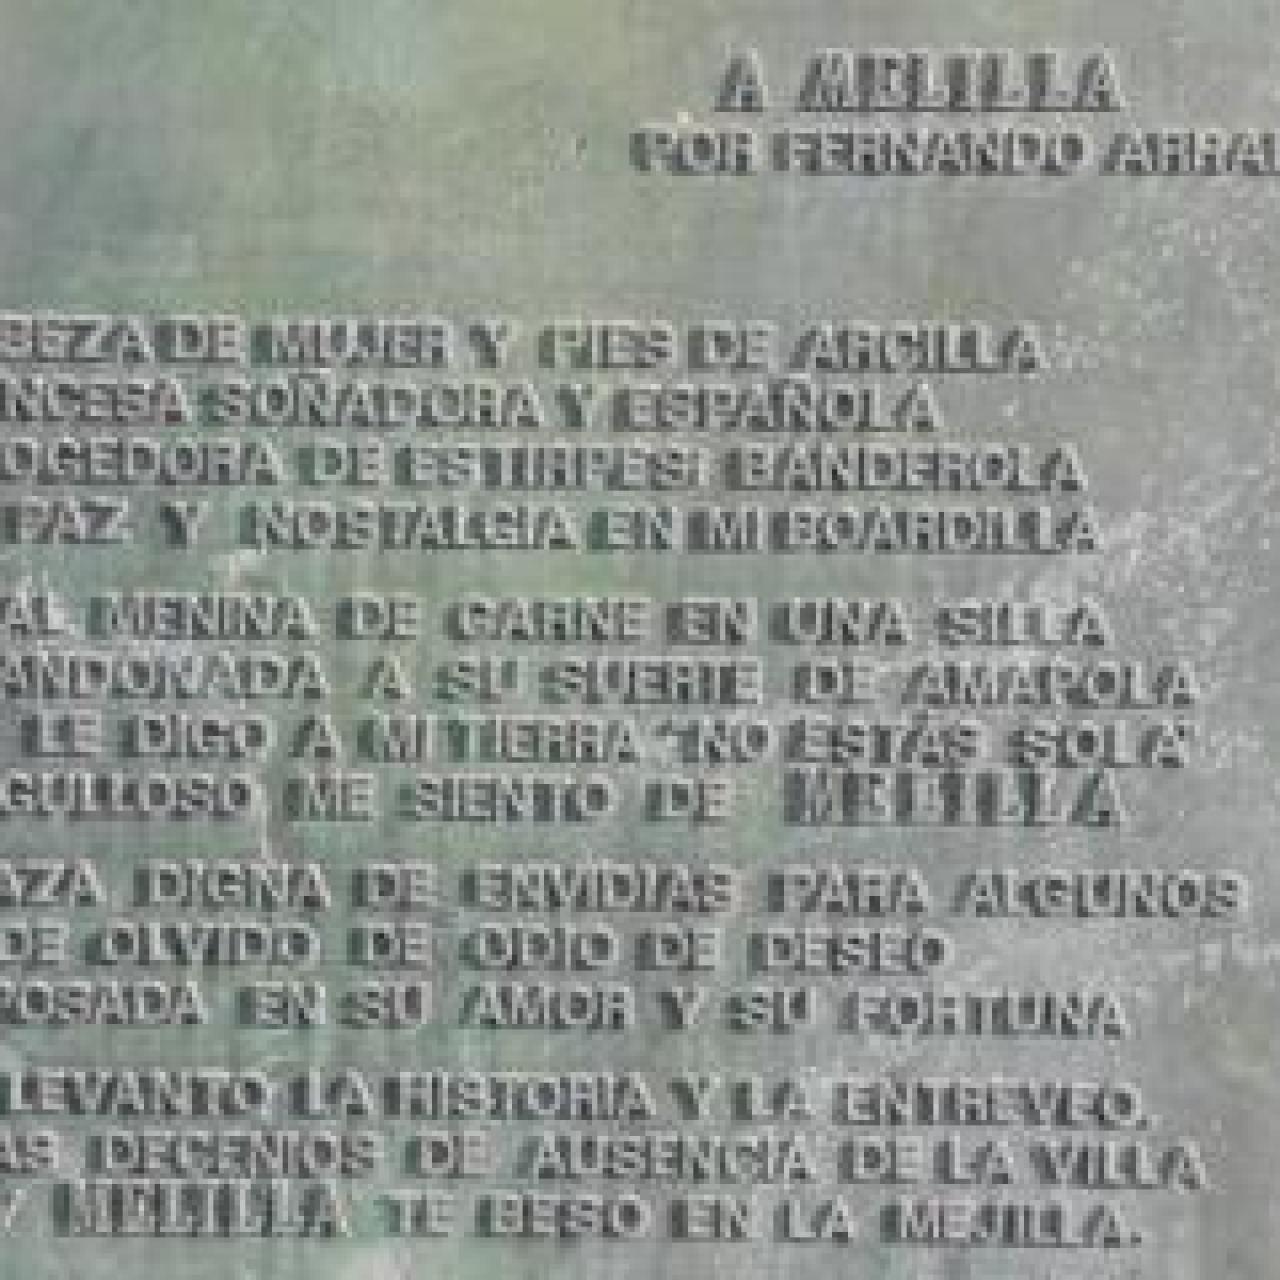 A MELILLA
POR FERNANDO ARRA
BEZA DE MUJER Y PIES DE ARCILLA
NCESA SOÑADORA Y ESPAÑOLA
OGEDORA DE ESTIRPES: BANDEROLA
PAZ Y NOSTALGIA EN MI BOARDILLA
AL MENINA DE CARNE EN UNA SILLA
ANDONADA A SU SUERTE DE AMAPOLA
LE DIGO A MI TIERRA "NO ESTÁS SOLA"
GULLOSO ME SIENTO DE MELILLA
AZA DIGNA DE ENVIDIAS PARA ALGUNOS
DE OLVIDO DE ODIO DE DESEO
POSADA EN SU AMOR Y SU FORTUNA
LEVANTO LA HISTORIA Y LA ENTREVEO.
AS DECENIOS DE AUSENCIA DE LA VILLA
Y MELILLA TE BESO EN LA MEJILLA.